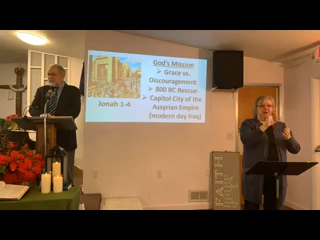 God's Mission
➢ Grace vs.
Discouragement
➢ 800 BC Rescue
➢ Capitol City of the
Assyrian Empire
(modern day Iraq)
Jonah 1-4
FAITH